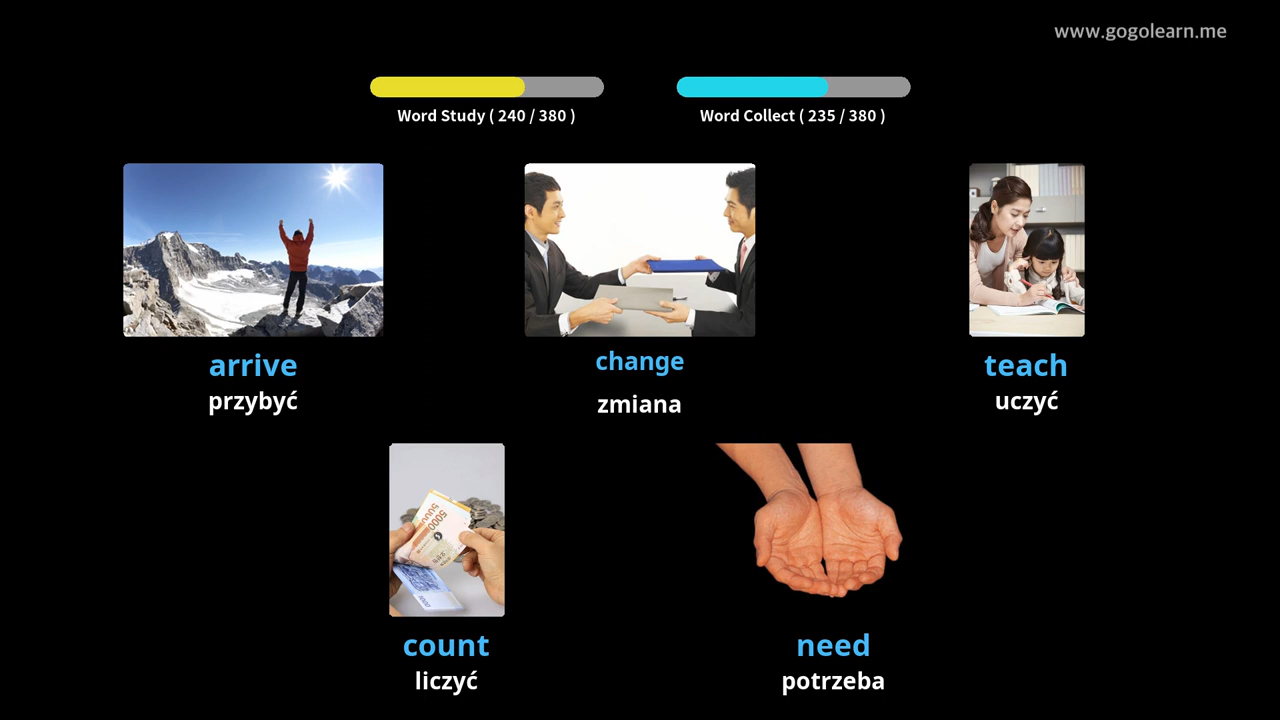 www.gogolearn.me
Word Study ( 240 / 380 )
Word Collect ( 235 / 380 )
arrive
przybyć
change
zmiana
teach
uczyć
5000
count
liczyć
need
potrzeba